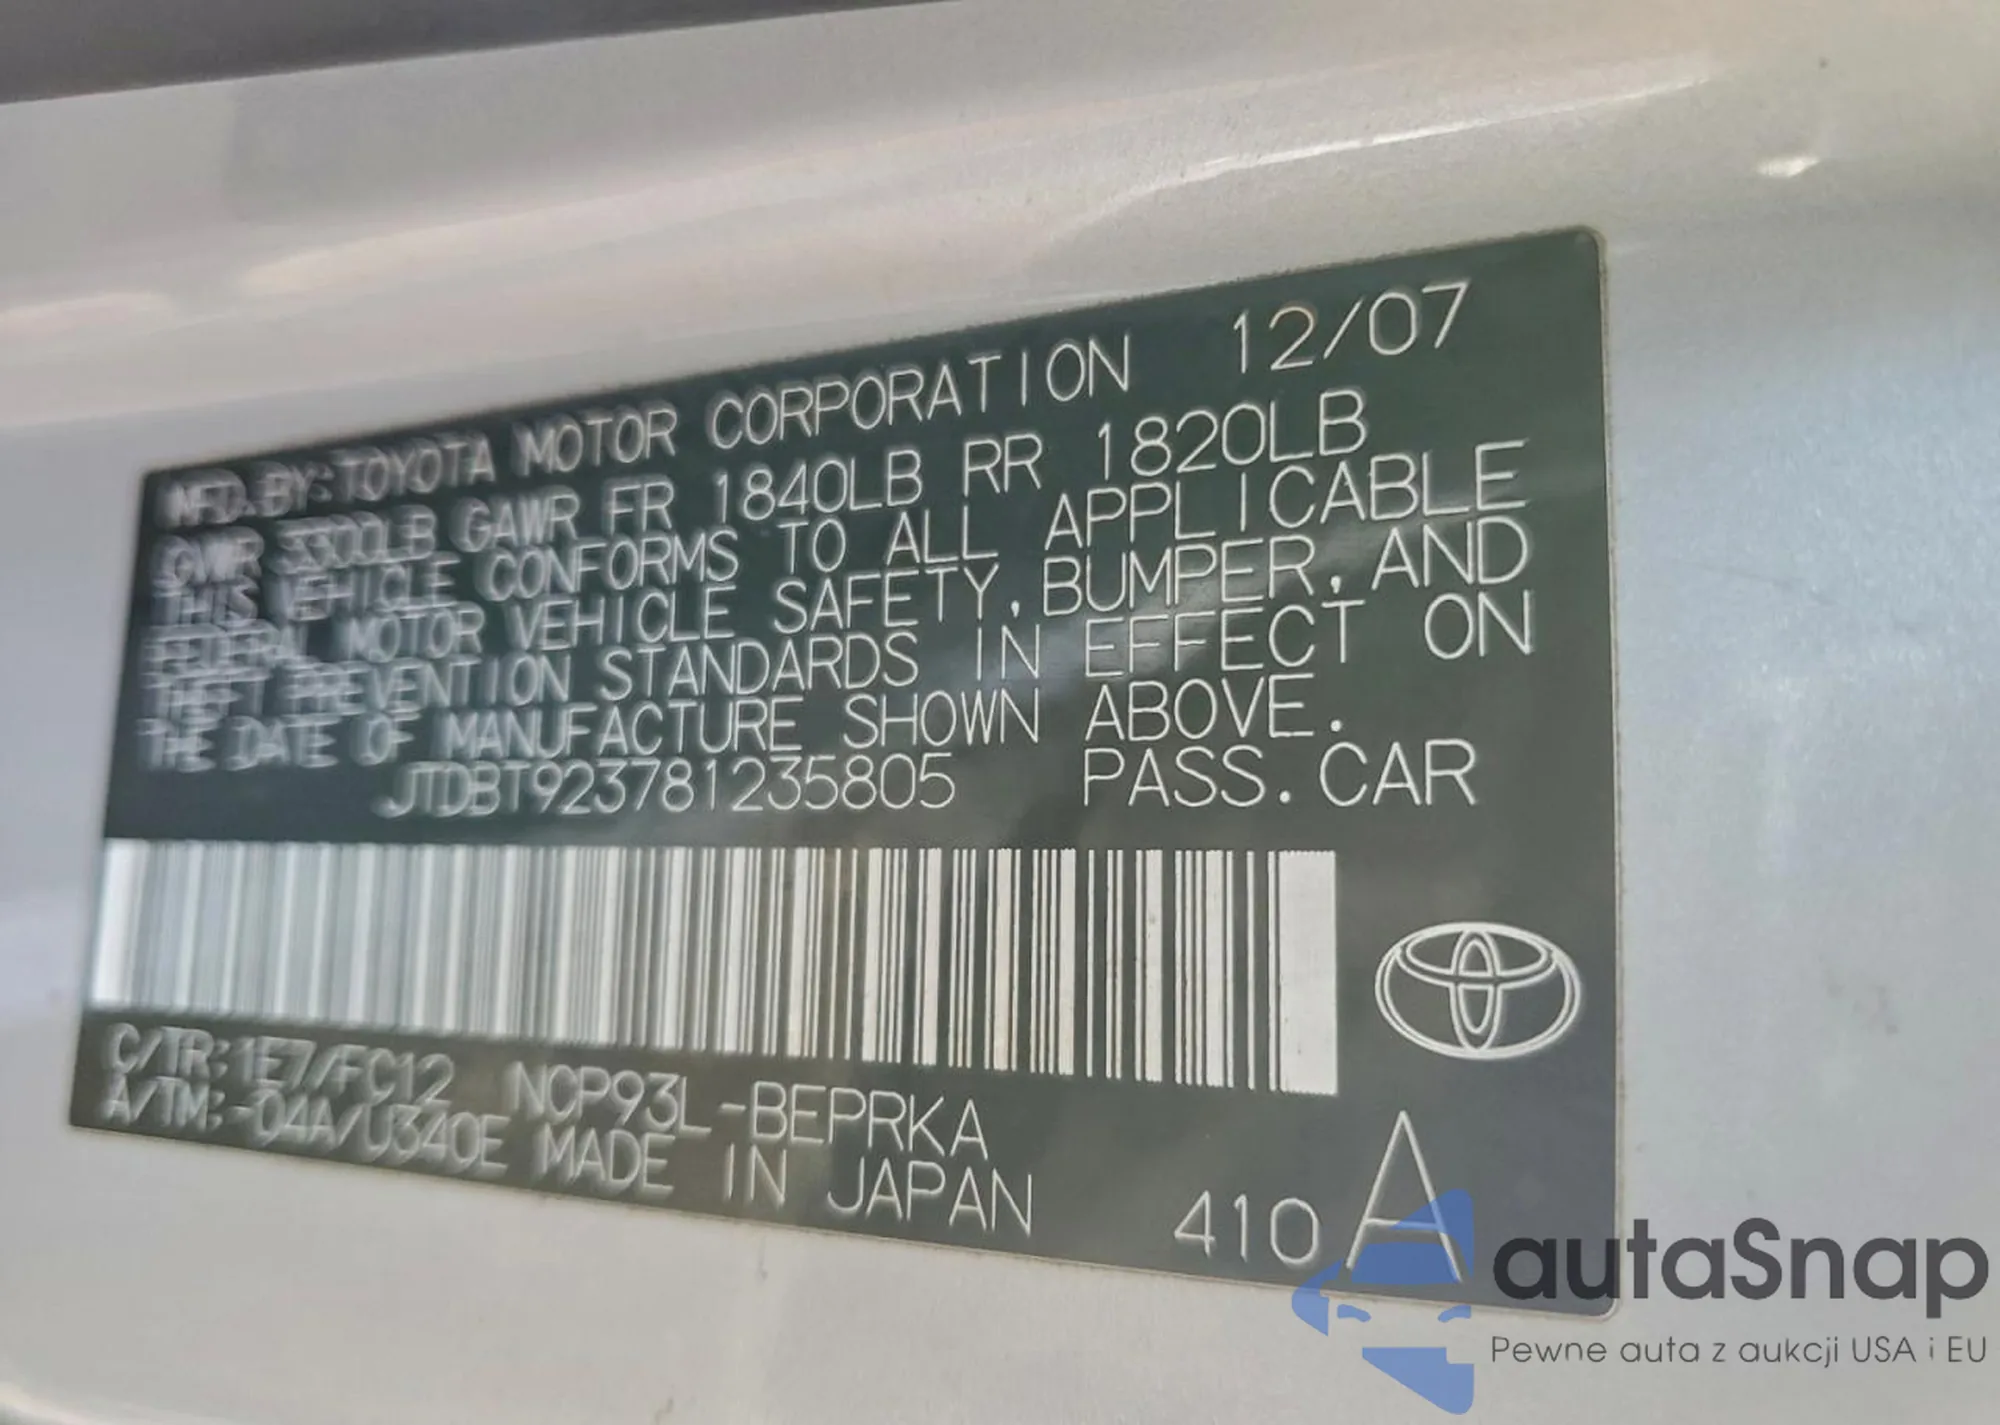 MFD.BY:TOYOTA MOTOR CORPORATION 12/07
GVWR 3300LB GAWR FR 1840LB RR 1820LB
THIS VEHICLE CONFORMS TO ALL APPLICABLE
FEDERAL MOTOR VEHICLE SAFETY, BUMPER, AND
THEFT PREVENTION STANDARDS IN EFFECT ON
THE DATE OF MANUFACTURE SHOWN ABOVE.
JTDBT923781235805 PASS.CAR
C/TR:1E7/FC12 NCP93L-BEPRKA
A/TM:-04A/U340E MADE IN JAPAN
410 A
autaSnap
Pewne auta z aukcji USA i EU